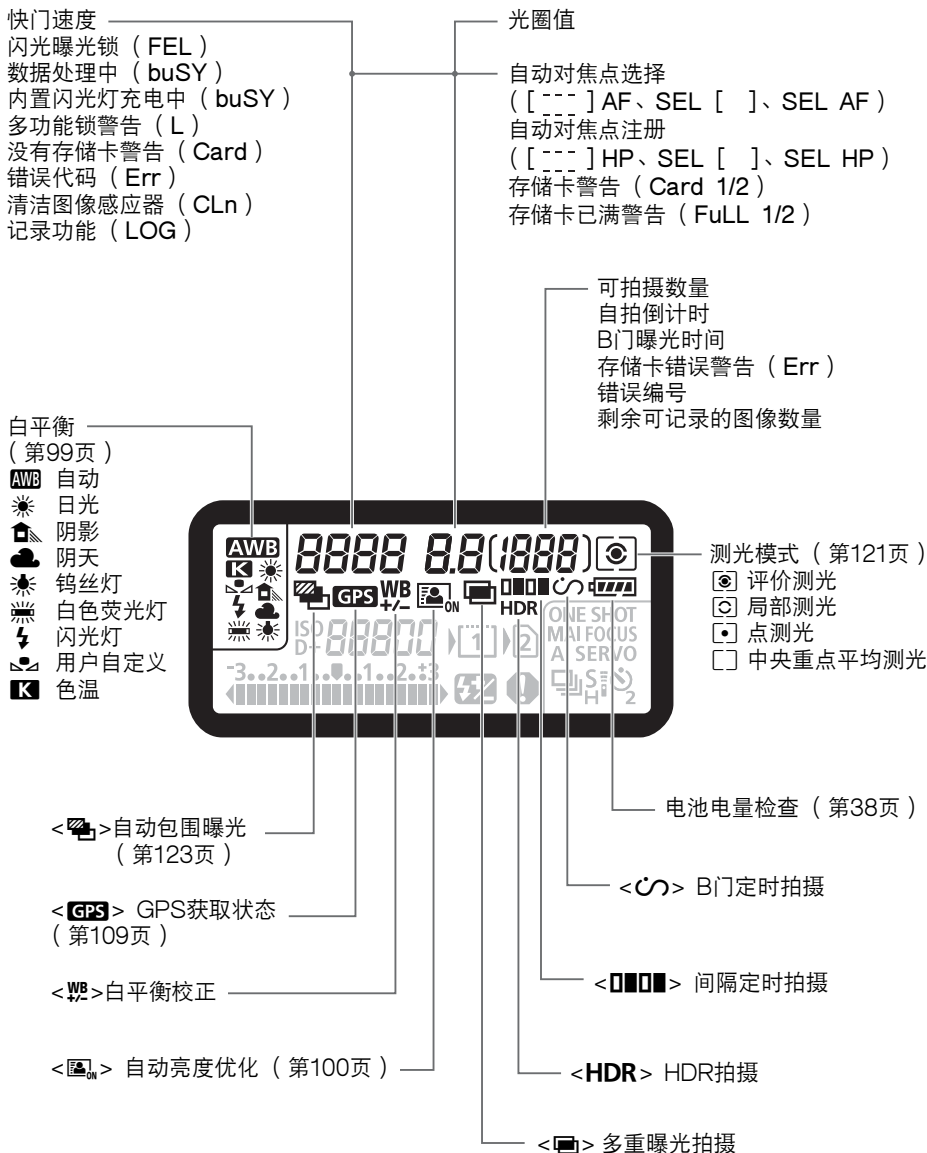 快门速度
闪光曝光锁（FEL）
数据处理中（buSY）
内置闪光灯充电中（buSY）
多功能锁警告（L）
没有存储卡警告（Card）
错误代码（Err）
清洁图像感应器（CLn）
记录功能（LOG）
光圈值
自动对焦点选择
（[ --- ] AF、SEL [ ]、SEL AF）
自动对焦点注册
（[ --- ] HP、SEL [ ]、SEL HP）
存储卡警告（Card 1/2）
存储卡已满警告（FuLL 1/2）
可拍摄数量
自拍倒计时
B门曝光时间
存储卡错误警告（Err）
错误编号
剩余可记录的图像数量
白平衡
（第99页）
AWB 自动
日光
阴影
阴天
钨丝灯
白色荧光灯
闪光灯
用户自定义
K 色温
AWB 8888 8.8(1888)
K GPS WB +/- ON HDR
ISO D+ 88800 1 2 ONE SHOT
MAI FOCUS
A SERVO
-3..2..1..0..1..2..+3
S H 2
测光模式（第121页）
评价测光
局部测光
点测光
中央重点平均测光
电池电量检查（第38页）
<>自动包围曝光
（第123页）
<GPS> GPS获取状态
（第109页）
<WB +/->白平衡校正
<ON> 自动亮度优化（第100页）
<> B门定时拍摄
<> 间隔定时拍摄
<HDR> HDR拍摄
<> 多重曝光拍摄